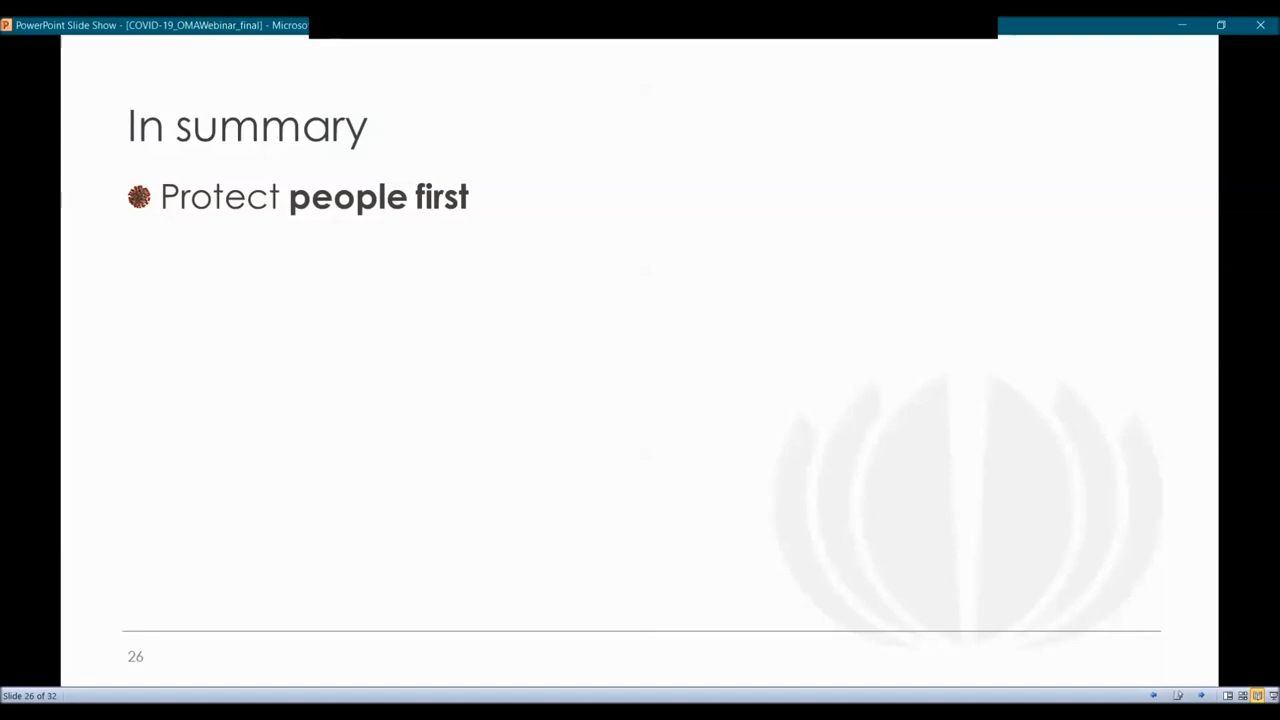 PowerPoint Slide Show - [COVID-19_OMAWebinar_final] - Microso
In summary
Protect people first
26
Slide 26 of 32